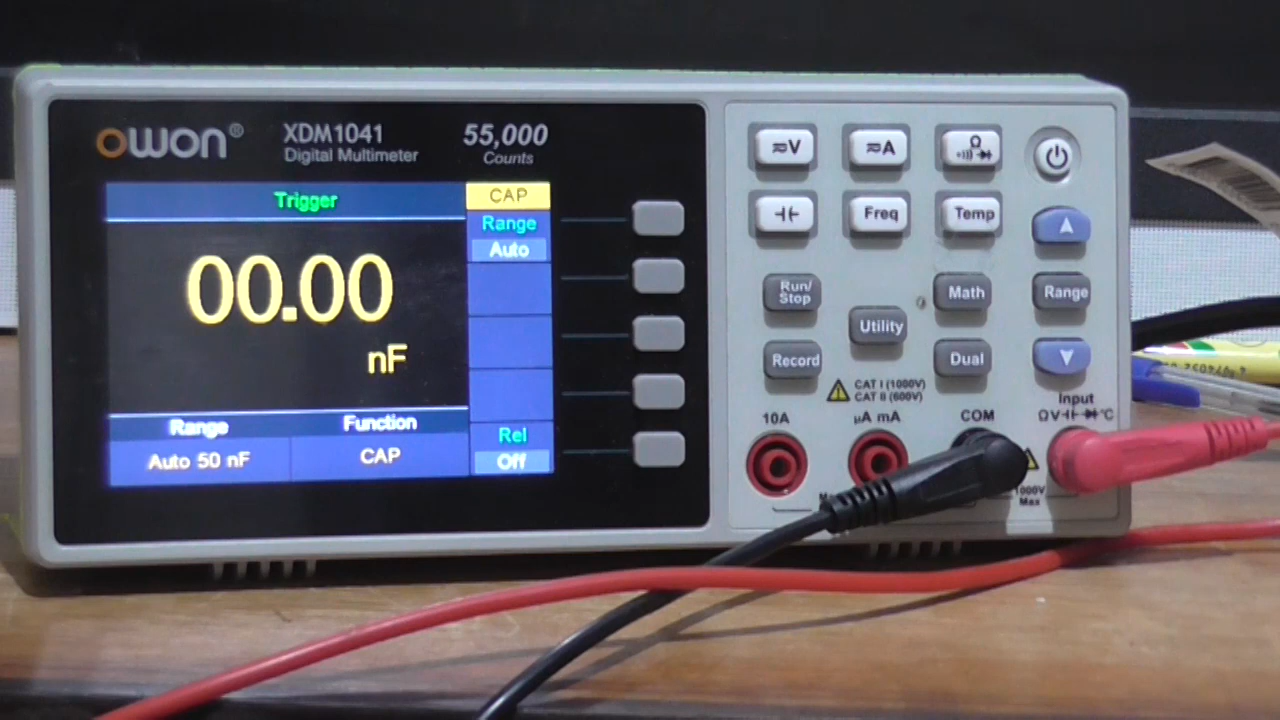 owon®
XDM1041
Digital Multimeter
55,000
Counts
Trigger
CAP
Range
Auto
00.00
nF
Range
Function
Auto 50 nF
CAP
Rel
Off
V
A
Ω
Freq
Temp
Run/
Stop
Math
Range
Utility
Record
Dual
CAT I (1000V)
CAT II (600V)
10A
µA mA
COM
Input
Ω V °C
1000V
Max